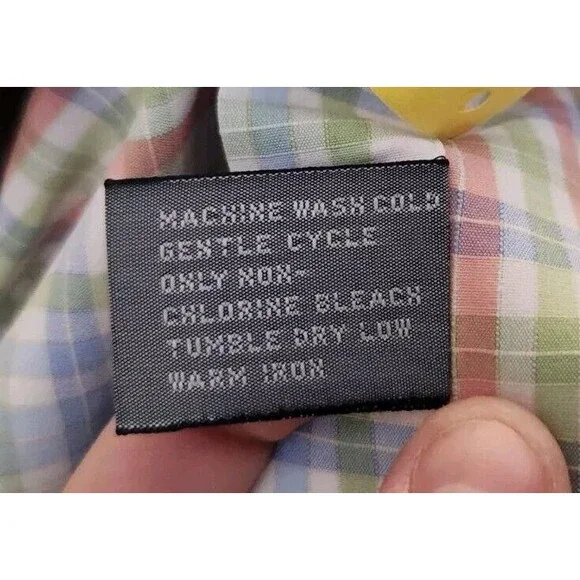 MACHINE WASH COLD
GENTLE CYCLE
ONLY NON-
CHLORINE BLEACH
TUMBLE DRY LOW
WARM IRON